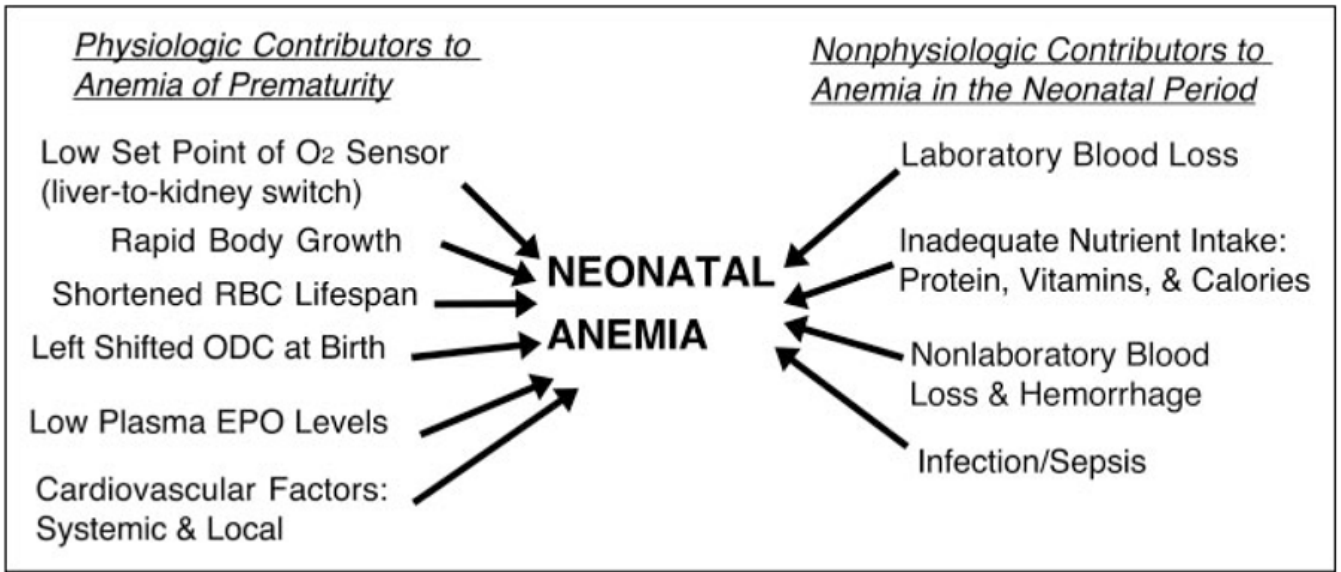 Physiologic Contributors to
Anemia of Prematurity
Low Set Point of O2 Sensor
(liver-to-kidney switch)
Rapid Body Growth
Shortened RBC Lifespan
Left Shifted ODC at Birth
Low Plasma EPO Levels
Cardiovascular Factors:
Systemic & Local
NEONATAL
ANEMIA
Nonphysiologic Contributors to
Anemia in the Neonatal Period
Laboratory Blood Loss
Inadequate Nutrient Intake:
Protein, Vitamins, & Calories
Nonlaboratory Blood
Loss & Hemorrhage
Infection/Sepsis